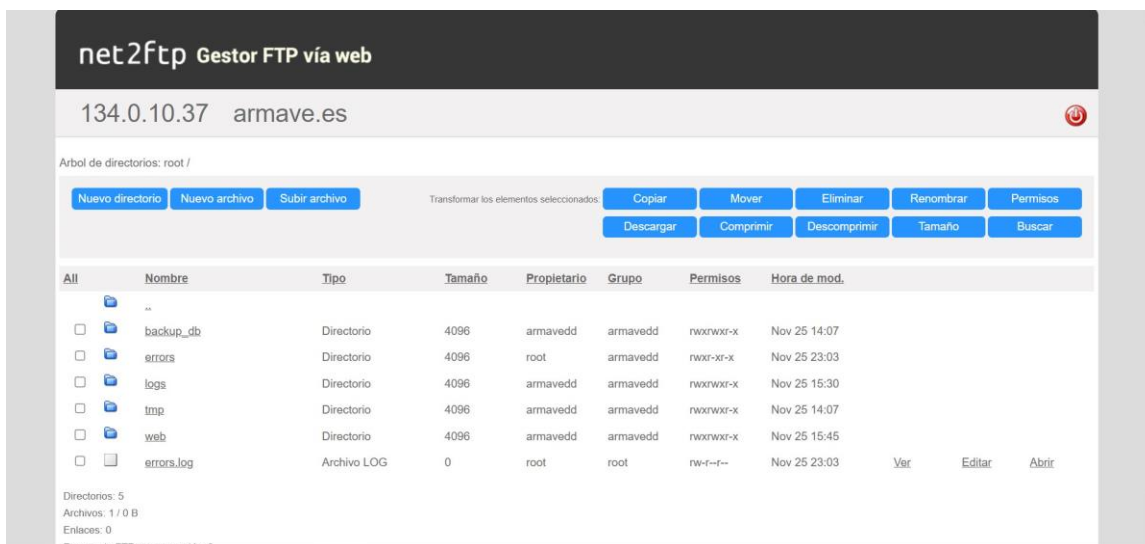 net2ftp Gestor FTP vía web
134.0.10.37 armave.es
Arbol de directorios: root /
Nuevo directorio Nuevo archivo Subir archivo Transformar los elementos seleccionados: Copiar Mover Eliminar Renombrar Permisos
Descargar Comprimir Descomprimir Tamaño Buscar
All Nombre Tipo Tamaño Propietario Grupo Permisos Hora de mod.
..
backup_db Directorio 4096 armavedd armavedd rwxrwxr-x Nov 25 14:07
errors Directorio 4096 root armavedd rwxr-xr-x Nov 25 23:03
logs Directorio 4096 armavedd armavedd rwxrwxr-x Nov 25 15:30
tmp Directorio 4096 armavedd armavedd rwxrwxr-x Nov 25 14:07
web Directorio 4096 armavedd armavedd rwxrwxr-x Nov 25 15:45
errors.log Archivo LOG 0 root root rw-r--r-- Nov 25 23:03 Ver Editar Abrir
Directorios: 5
Archivos: 1 / 0 B
Enlaces: 0